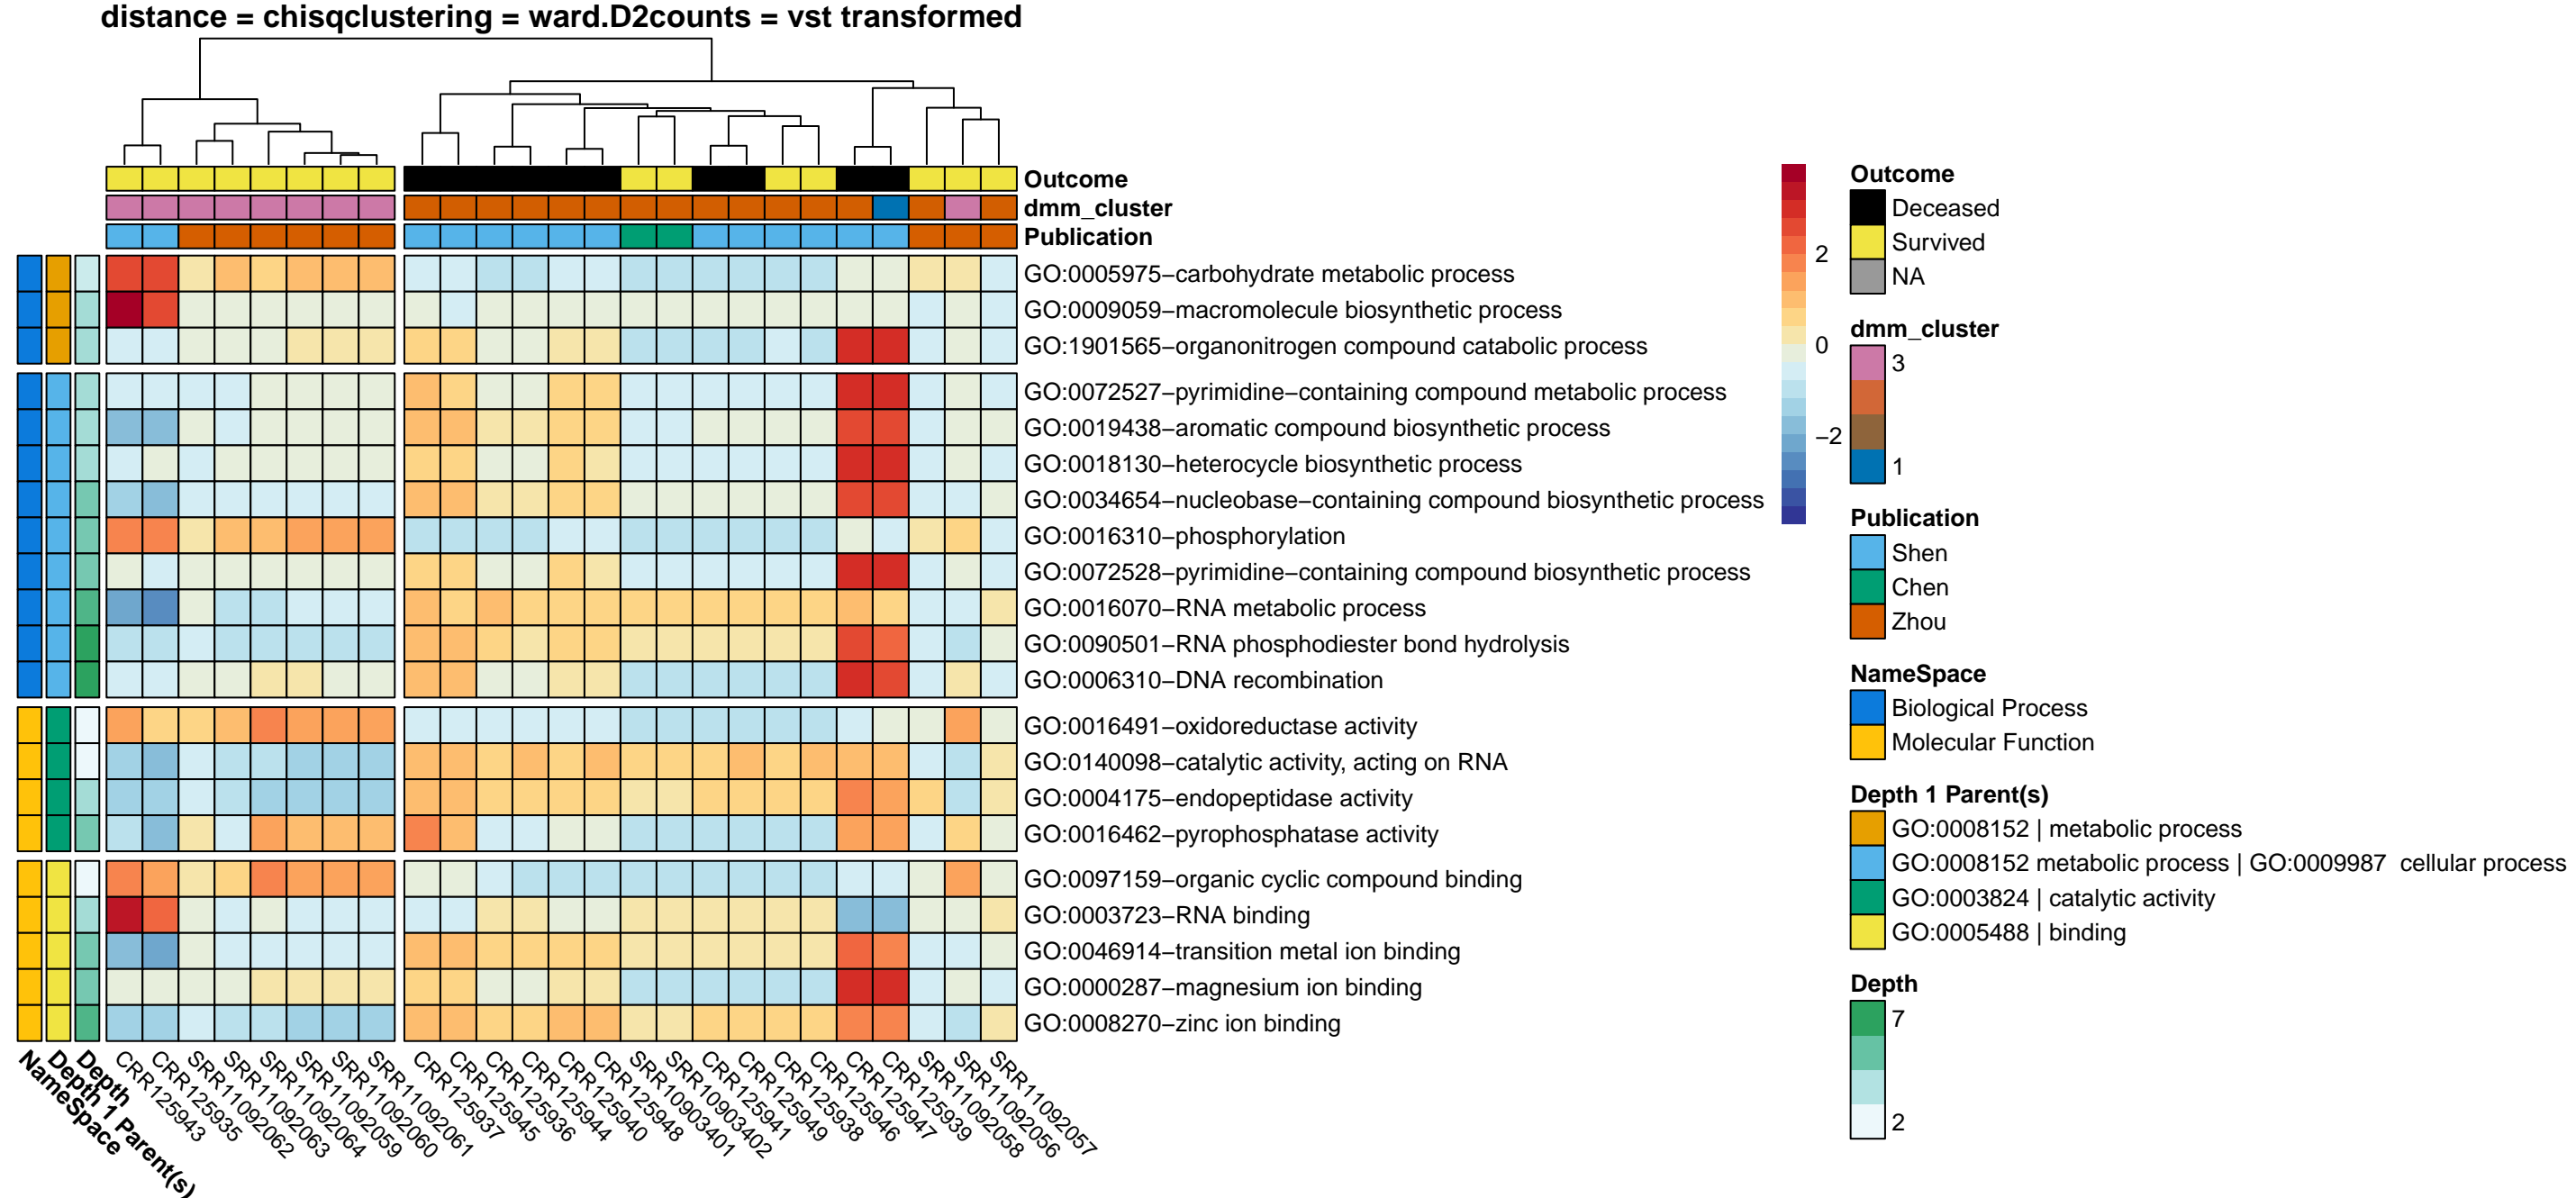 distance = chisqclustering = ward.D2counts = vst transformed
Outcome
dmm_cluster
Publication
GO:0005975−carbohydrate metabolic process
GO:0009059−macromolecule biosynthetic process
GO:1901565−organonitrogen compound catabolic process
GO:0072527−pyrimidine−containing compound metabolic process
GO:0019438−aromatic compound biosynthetic process
GO:0018130−heterocycle biosynthetic process
GO:0034654−nucleobase−containing compound biosynthetic process
GO:0016310−phosphorylation
GO:0072528−pyrimidine−containing compound biosynthetic process
GO:0016070−RNA metabolic process
GO:0090501−RNA phosphodiester bond hydrolysis
GO:0006310−DNA recombination
GO:0016491−oxidoreductase activity
GO:0140098−catalytic activity, acting on RNA
GO:0004175−endopeptidase activity
GO:0016462−pyrophosphatase activity
GO:0097159−organic cyclic compound binding
GO:0003723−RNA binding
GO:0046914−transition metal ion binding
GO:0000287−magnesium ion binding
GO:0008270−zinc ion binding
NameSpace
Depth 1 Parent(s)
Depth
CRR125943
CRR125935
SRR11092062
SRR11092063
SRR11092064
SRR11092059
SRR11092060
SRR11092061
CRR125937
CRR125945
CRR125936
CRR125944
CRR125940
CRR125948
SRR10903401
SRR10903402
CRR125941
CRR125949
CRR125938
CRR125946
CRR125947
CRR125939
SRR11092058
SRR11092056
SRR11092057
2
0
−2
Outcome
Deceased
Survived
NA
dmm_cluster
3
1
Publication
Shen
Chen
Zhou
NameSpace
Biological Process
Molecular Function
Depth 1 Parent(s)
GO:0008152 | metabolic process
GO:0008152 metabolic process | GO:0009987  cellular process
GO:0003824 | catalytic activity
GO:0005488 | binding
Depth
7
2